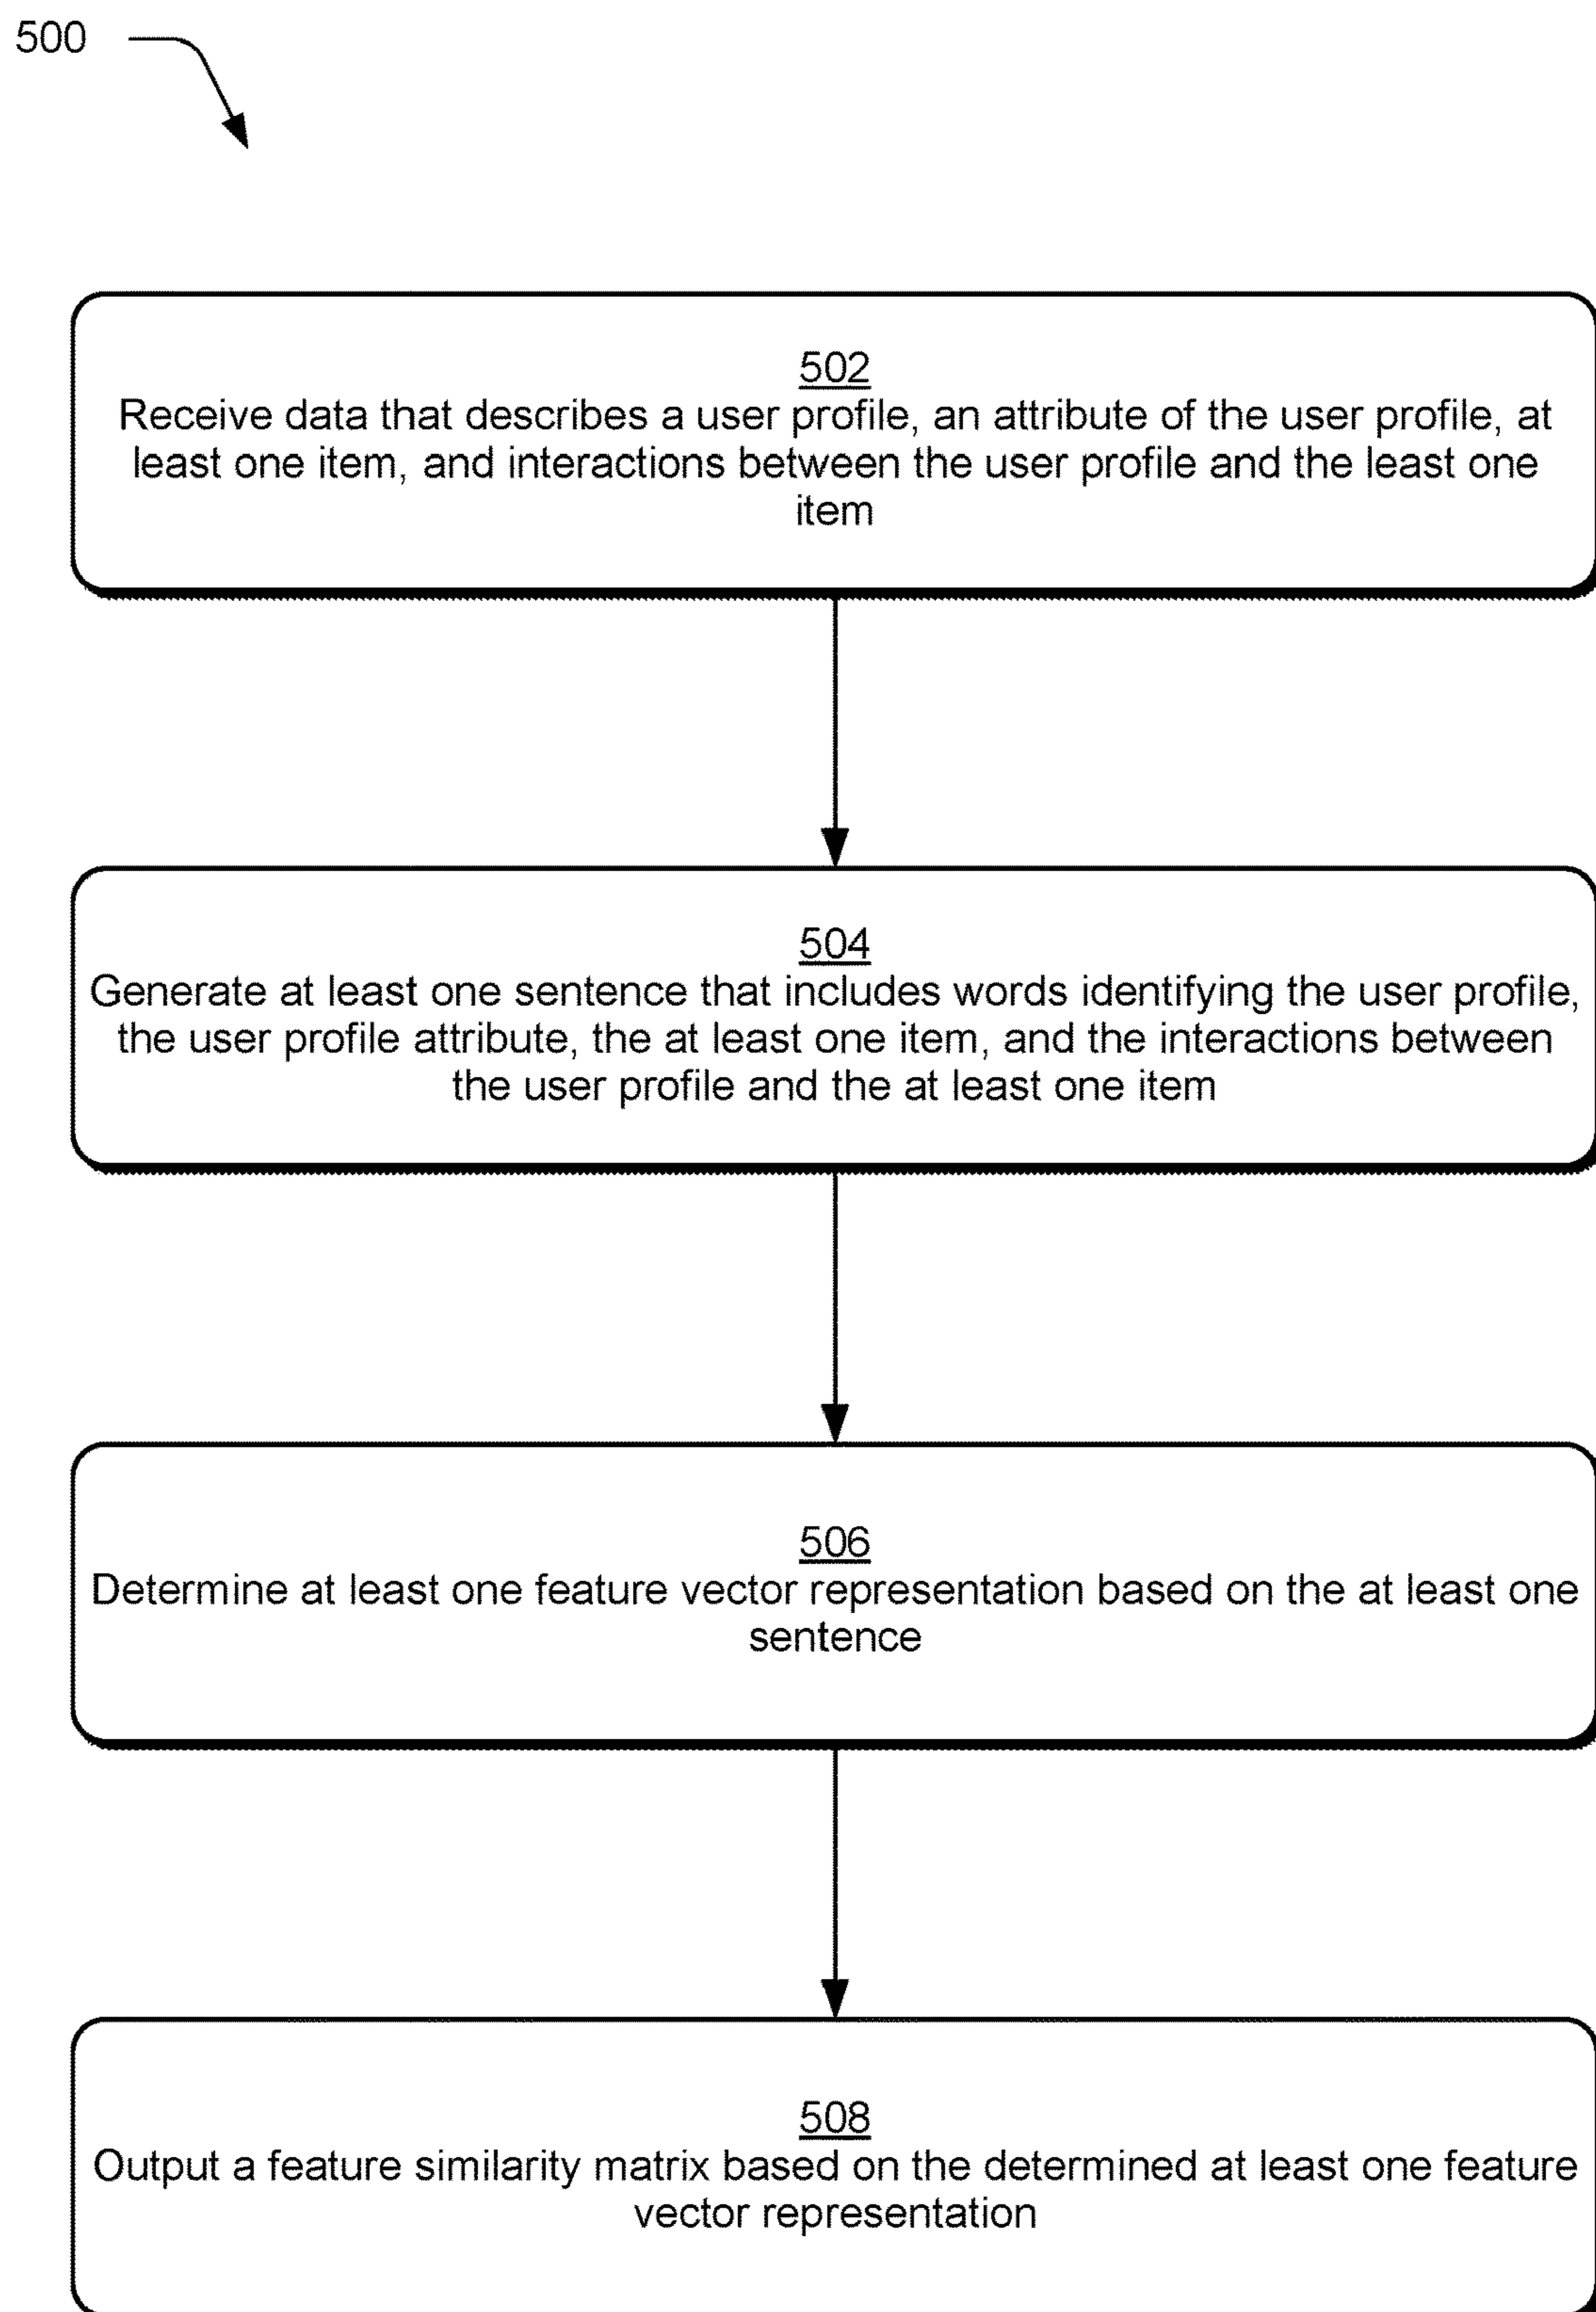 500
502
Receive data that describes a user profile, an attribute of the user profile, at
least one item, and interactions between the user profile and the least one
item
504
Generate at least one sentence that includes words identifying the user profile,
the user profile attribute, the at least one item, and the interactions between
the user profile and the at least one item
506
Determine at least one feature vector representation based on the at least one
sentence
508
Output a feature similarity matrix based on the determined at least one feature
vector representation